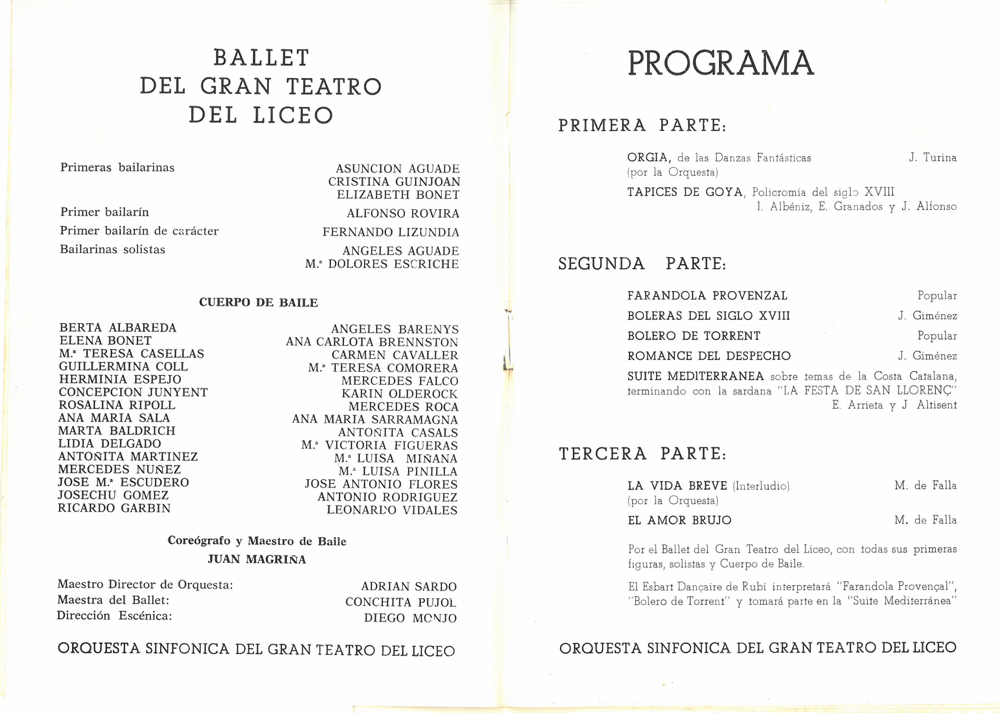 BALLET
DEL GRAN TEATRO
DEL LICEO
Primeras bailarinas ASUNCION AGUADE
CRISTINA GUINJOAN
ELIZABETH BONET
Primer bailarín ALFONSO ROVIRA
Primer bailarín de carácter FERNANDO LIZUNDIA
Bailarinas solistas ANGELES AGUADE
M.ª DOLORES ESCRICHE
CUERPO DE BAILE
BERTA ALBAREDA ANGELES BARENYS
ELENA BONET ANA CARLOTA BRENNSTON
M.ª TERESA CASELLAS CARMEN CAVALLER
GUILLERMINA COLL M.ª TERESA COMORERA
HERMINIA ESPEJO MERCEDES FALCO
CONCEPCION JUNYENT KARIN OLDEROCK
ROSALINA RIPOLL MERCEDES ROCA
ANA MARIA SALA ANA MARIA SARRAMAGNA
MARTA BALDRICH ANTOÑITA CASALS
LIDIA DELGADO M.ª VICTORIA FIGUERAS
ANTOÑITA MARTINEZ M.ª LUISA MIÑANA
MERCEDES NUÑEZ M.ª LUISA PINILLA
JOSE M.ª ESCUDERO JOSE ANTONIO FLORES
JOSECHU GOMEZ ANTONIO RODRIGUEZ
RICARDO GARBIN LEONARDO VIDALES
Coreógrafo y Maestro de Baile
JUAN MAGRIÑA
Maestro Director de Orquesta: ADRIAN SARDO
Maestra del Ballet: CONCHITA PUJOL
Dirección Escénica: DIEGO MONJO
ORQUESTA SINFONICA DEL GRAN TEATRO DEL LICEO
PROGRAMA
PRIMERA PARTE:
ORGIA, de las Danzas Fantásticas J. Turina
(por la Orquesta)
TAPICES DE GOYA, Policromía del siglo XVIII
I. Albéniz, E. Granados y J. Alfonso
SEGUNDA PARTE:
FARANDOLA PROVENZAL Popular
BOLERAS DEL SIGLO XVIII J. Giménez
BOLERO DE TORRENT Popular
ROMANCE DEL DESPECHO J. Giménez
SUITE MEDITERRANEA sobre temas de la Costa Catalana,
terminando con la sardana "LA FESTA DE SAN LLORENÇ"
E. Arrieta y J Altisent
TERCERA PARTE:
LA VIDA BREVE (Interludio) M. de Falla
(por la Orquesta)
EL AMOR BRUJO M. de Falla
Por el Ballet del Gran Teatro del Liceo, con todas sus primeras
figuras, solistas y Cuerpo de Baile.
El Esbart Dançaire de Rubí interpretará "Farandola Provençal",
"Bolero de Torrent" y tomará parte en la "Suite Mediterránea"
ORQUESTA SINFONICA DEL GRAN TEATRO DEL LICEO